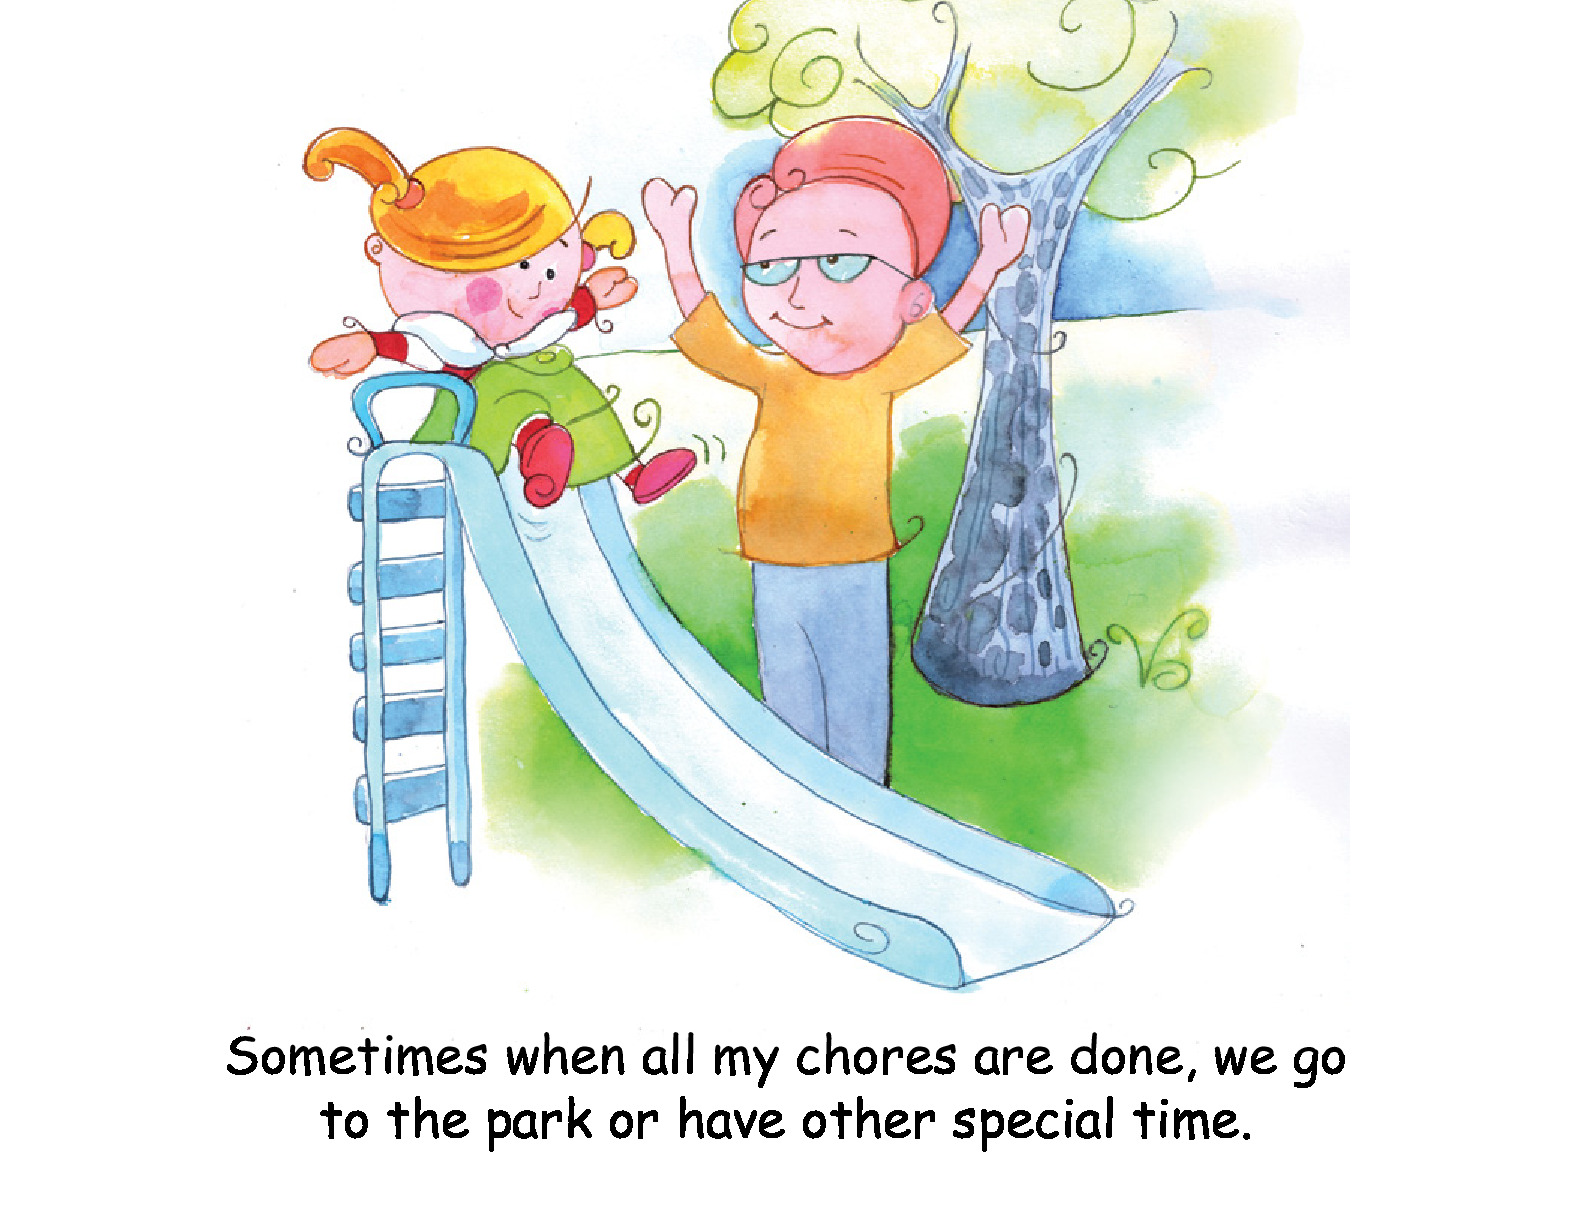 Sometimes when all my chores are done, we go
to the park or have other special time.